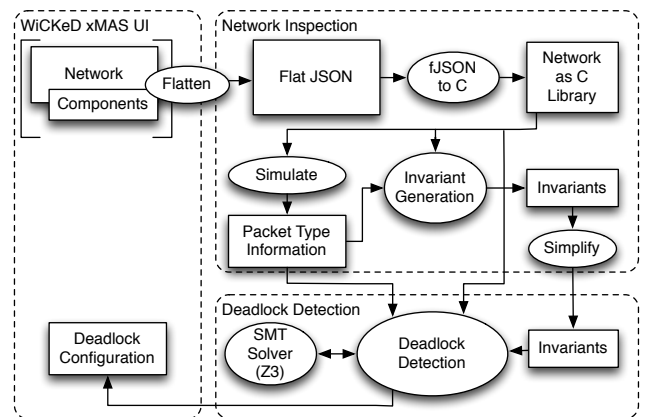 WiCKeD xMAS UI
Network
Components
Flatten
Network Inspection
Flat JSON
fJSON
to C
Network
as C
Library
Simulate
Invariant
Generation
Invariants
Packet Type
Information
Simplify
Deadlock Detection
Deadlock
Configuration
SMT
Solver
(Z3)
Deadlock
Detection
Invariants